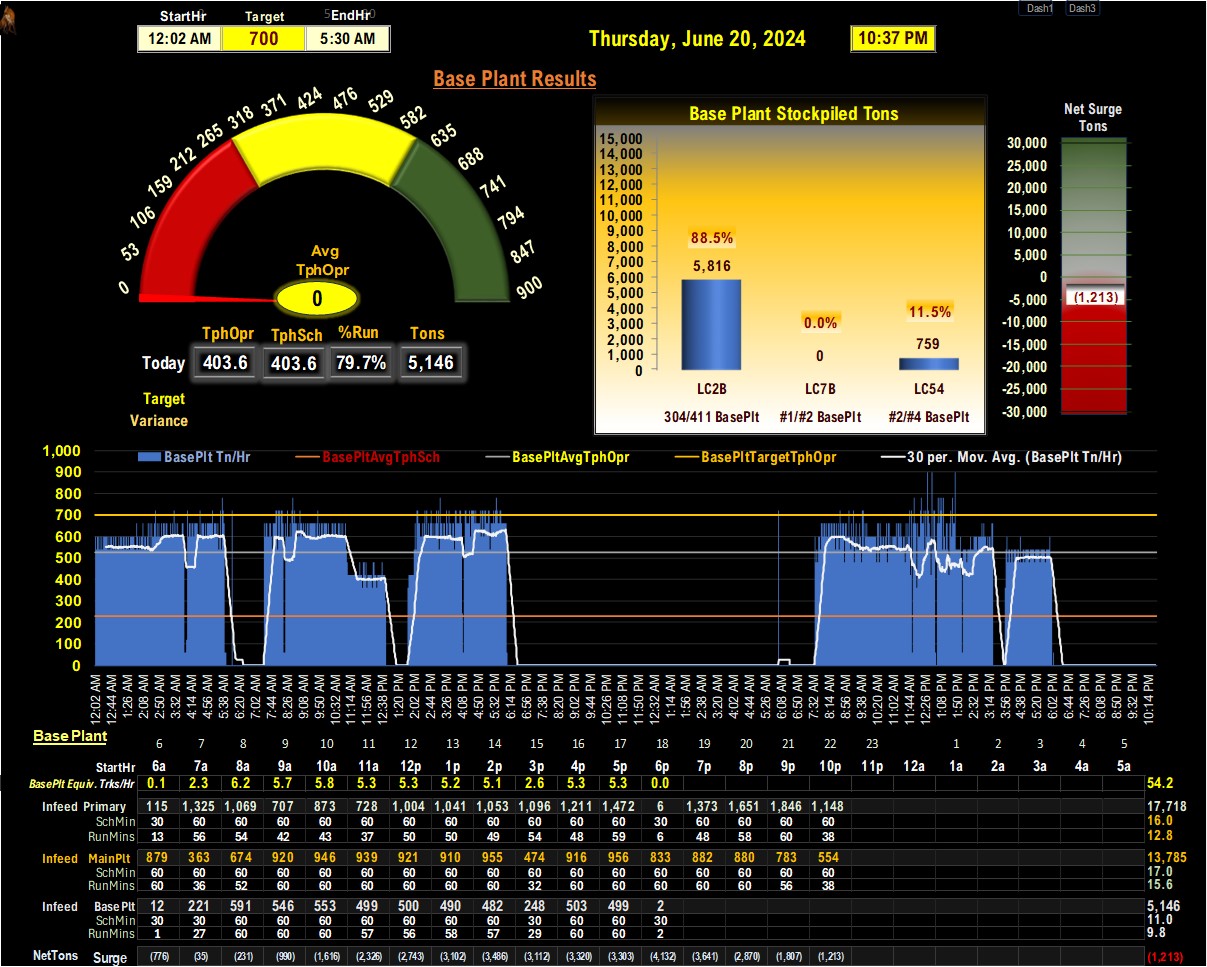 Dash1 Dash3
StartHr Target EndHr
12:02 AM 700 5:30 AM
Thursday, June 20, 2024 10:37 PM
Base Plant Results
0 53 106 159 212 265 318 371 424 476 529 582 635 688 741 794 847 900
Avg
TphOpr
0
TphOpr TphSch %Run Tons
Today 403.6 403.6 79.7% 5,146
Target
Variance
Base Plant Stockpiled Tons
15,000
14,000
13,000
12,000
11,000
10,000
9,000
8,000
7,000
6,000
5,000
4,000
3,000
2,000
1,000
0
88.5%
5,816
0.0%
0
11.5%
759
LC2B LC7B LC54
304/411 BasePlt #1/#2 BasePlt #2/#4 BasePlt
Net Surge
Tons
30,000
25,000
20,000
15,000
10,000
5,000
0
-5,000
-10,000
-15,000
-20,000
-25,000
-30,000
(1,213)
BasePlt Tn/Hr BasePltAvgTphSch BasePltAvgTphOpr BasePltTargetTphOpr 30 per. Mov. Avg. (BasePlt Tn/Hr)
1,000
900
800
700
600
500
400
300
200
100
0
12:02 AM 12:44 AM 1:26 AM 2:08 AM 2:50 AM 3:32 AM 4:14 AM 4:56 AM 5:38 AM 6:20 AM 7:02 AM 7:44 AM 8:26 AM 9:08 AM 9:50 AM 10:32 AM 11:14 AM 11:56 AM 12:38 PM 1:20 PM 2:02 PM 2:44 PM 3:26 PM 4:08 PM 4:50 PM 5:32 PM 6:14 PM 6:56 PM 7:38 PM 8:20 PM 9:02 PM 9:44 PM 10:26 PM 11:08 PM 11:50 PM 12:32 PM 1:14 AM 1:56 AM 2:38 AM 3:20 AM 4:02 AM 4:44 AM 5:26 AM 6:08 AM 6:50 AM 7:32 AM 8:14 AM 8:56 AM 9:38 AM 10:20 AM 11:02 AM 11:44 AM 12:26 PM 1:08 PM 1:50 PM 2:32 PM 3:14 PM 3:56 PM 4:38 PM 5:20 PM 6:02 PM 6:44 PM 7:26 PM 8:08 PM 8:50 PM 9:32 PM 10:14 PM
Base Plant
6 7 8 9 10 11 12 13 14 15 16 17 18 19 20 21 22 23 1 2 3 4 5
StartHr 6a 7a 8a 9a 10a 11a 12p 1p 2p 3p 4p 5p 6p 7p 8p 9p 10p 11p 12a 1a 2a 3a 4a 5a
BasePlt Equiv. Trks/Hr 0.1 2.3 6.2 5.7 5.8 5.3 5.3 5.2 5.1 2.6 5.3 5.3 0.0 54.2
Infeed Primary 115 1,325 1,069 707 873 728 1,004 1,041 1,053 1,096 1,211 1,472 6 1,373 1,651 1,846 1,148 17,718
SchMin 30 60 60 60 60 60 60 60 60 60 60 60 30 60 60 60 60 16.0
RunMins 13 56 54 42 43 37 50 50 49 54 48 59 6 48 58 60 38 12.8
Infeed MainPlt 879 363 674 920 946 939 921 910 955 474 916 956 833 882 880 783 554 13,785
SchMin 60 60 60 60 60 60 60 60 60 60 60 60 60 60 60 60 60 17.0
RunMins 60 36 52 60 60 60 60 60 60 32 60 60 60 60 60 56 38 15.6
Infeed BasePlt 12 221 591 546 553 499 500 490 482 248 503 499 2 5,146
SchMin 30 30 60 60 60 60 60 60 60 30 60 60 30 11.0
RunMins 1 27 60 60 60 57 56 58 57 29 60 60 2 9.8
NetTons Surge (776) (35) (231) (990) (1,616) (2,326) (2,743) (3,102) (3,486) (3,112) (3,320) (3,303) (4,132) (3,641) (2,870) (1,807) (1,213) (1,213)